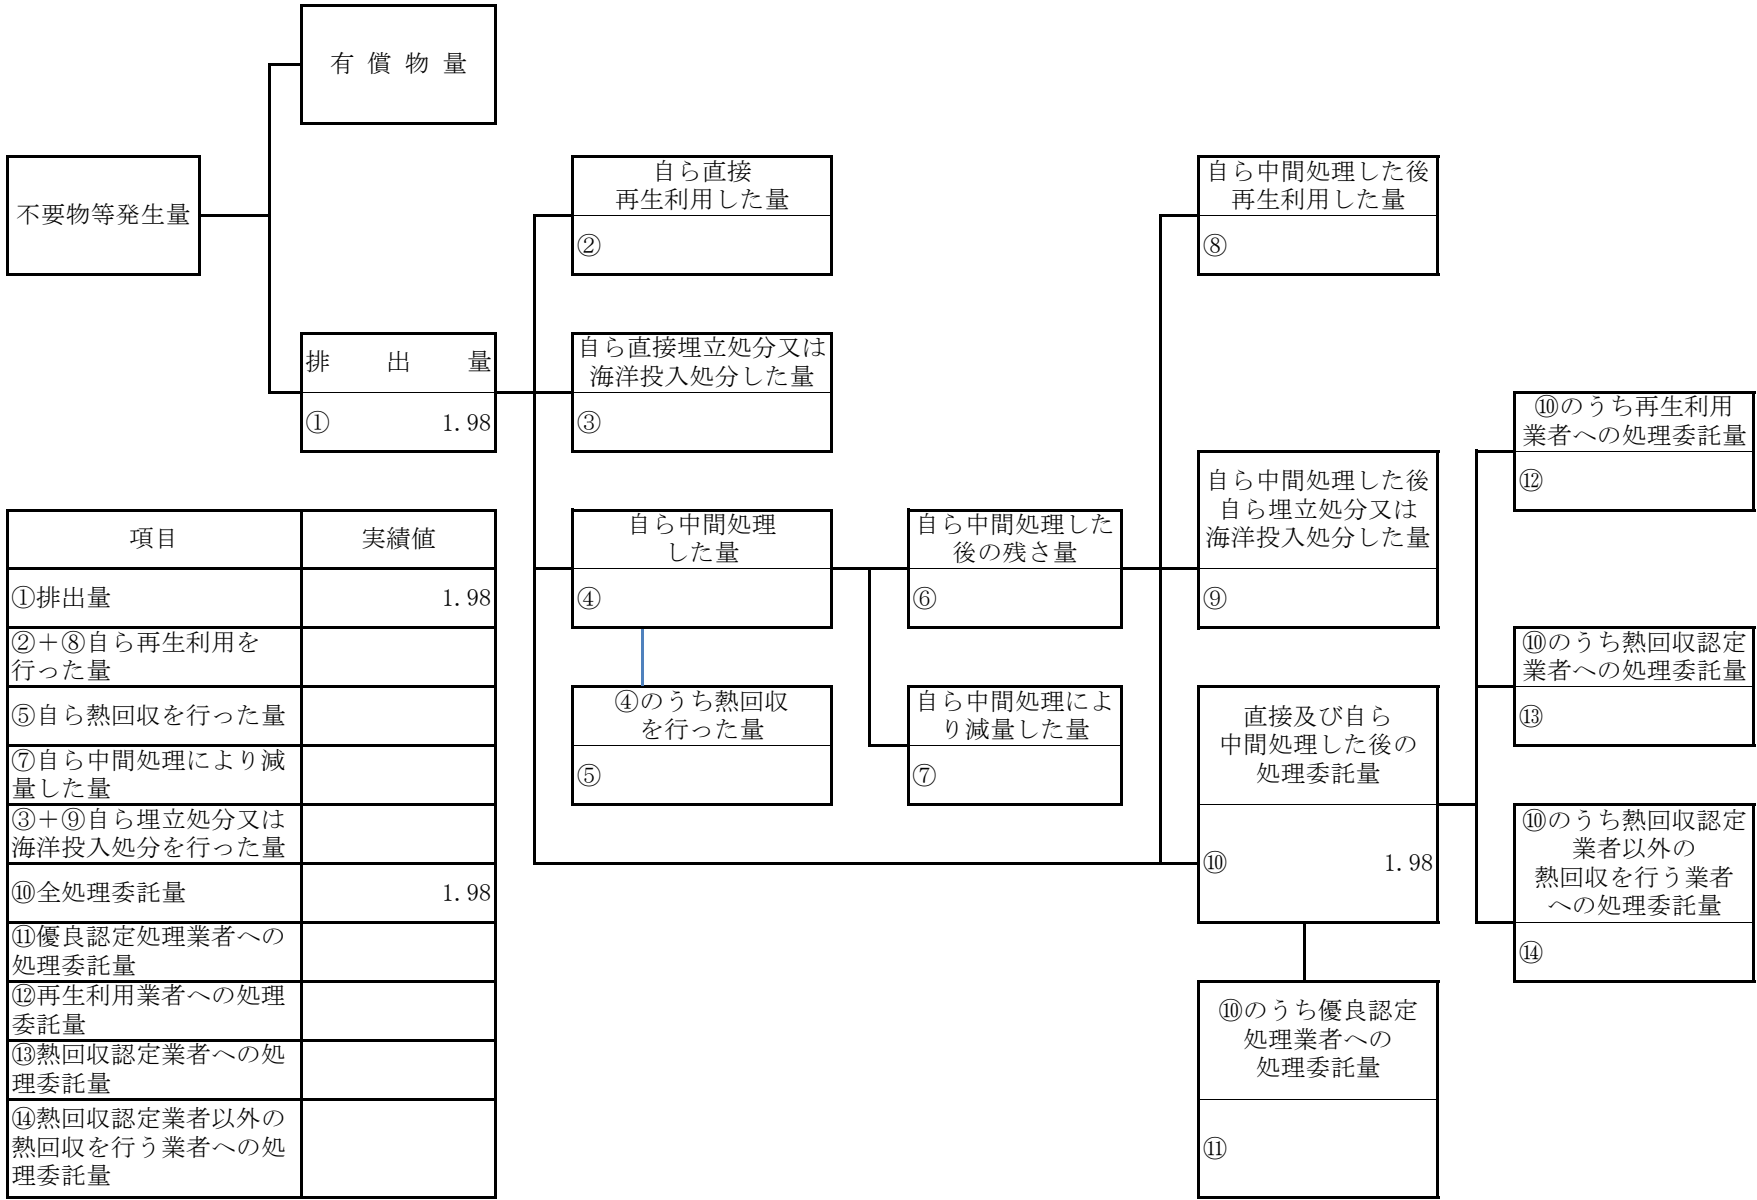 有償物量
不要物等発生量
排出量
① 1.98
自ら直接
再生利用した量
②
自ら直接埋立処分又は
海洋投入処分した量
③
自ら中間処理
した量
④
④のうち熱回収
を行った量
⑤
自ら中間処理した
後の残さ量
⑥
自ら中間処理によ
り減量した量
⑦
自ら中間処理した後
再生利用した量
⑧
自ら中間処理した後
自ら埋立処分又は
海洋投入処分した量
⑨
直接及び自ら
中間処理した後の
処理委託量
⑩ 1.98
⑩のうち優良認定
処理業者への
処理委託量
⑪
⑩のうち再生利用
業者への処理委託量
⑫
⑩のうち熱回収認定
業者への処理委託量
⑬
⑩のうち熱回収認定
業者以外の
熱回収を行う業者
への処理委託量
⑭
項目 実績値
①排出量 1.98
②＋⑧自ら再生利用を
行った量
⑤自ら熱回収を行った量
⑦自ら中間処理により減
量した量
③＋⑨自ら埋立処分又は
海洋投入処分を行った量
⑩全処理委託量 1.98
⑪優良認定処理業者への
処理委託量
⑫再生利用業者への処理
委託量
⑬熱回収認定業者への処
理委託量
⑭熱回収認定業者以外の
熱回収を行う業者への処
理委託量